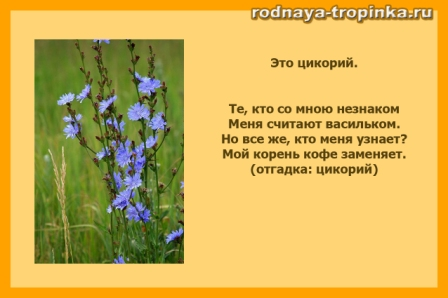 rodnaya-tropinka.ru
Это цикорий.
Те, кто со мною незнаком
Меня считают васильком.
Но все же, кто меня узнает?
Мой корень кофе заменяет.
(отгадка: цикорий)